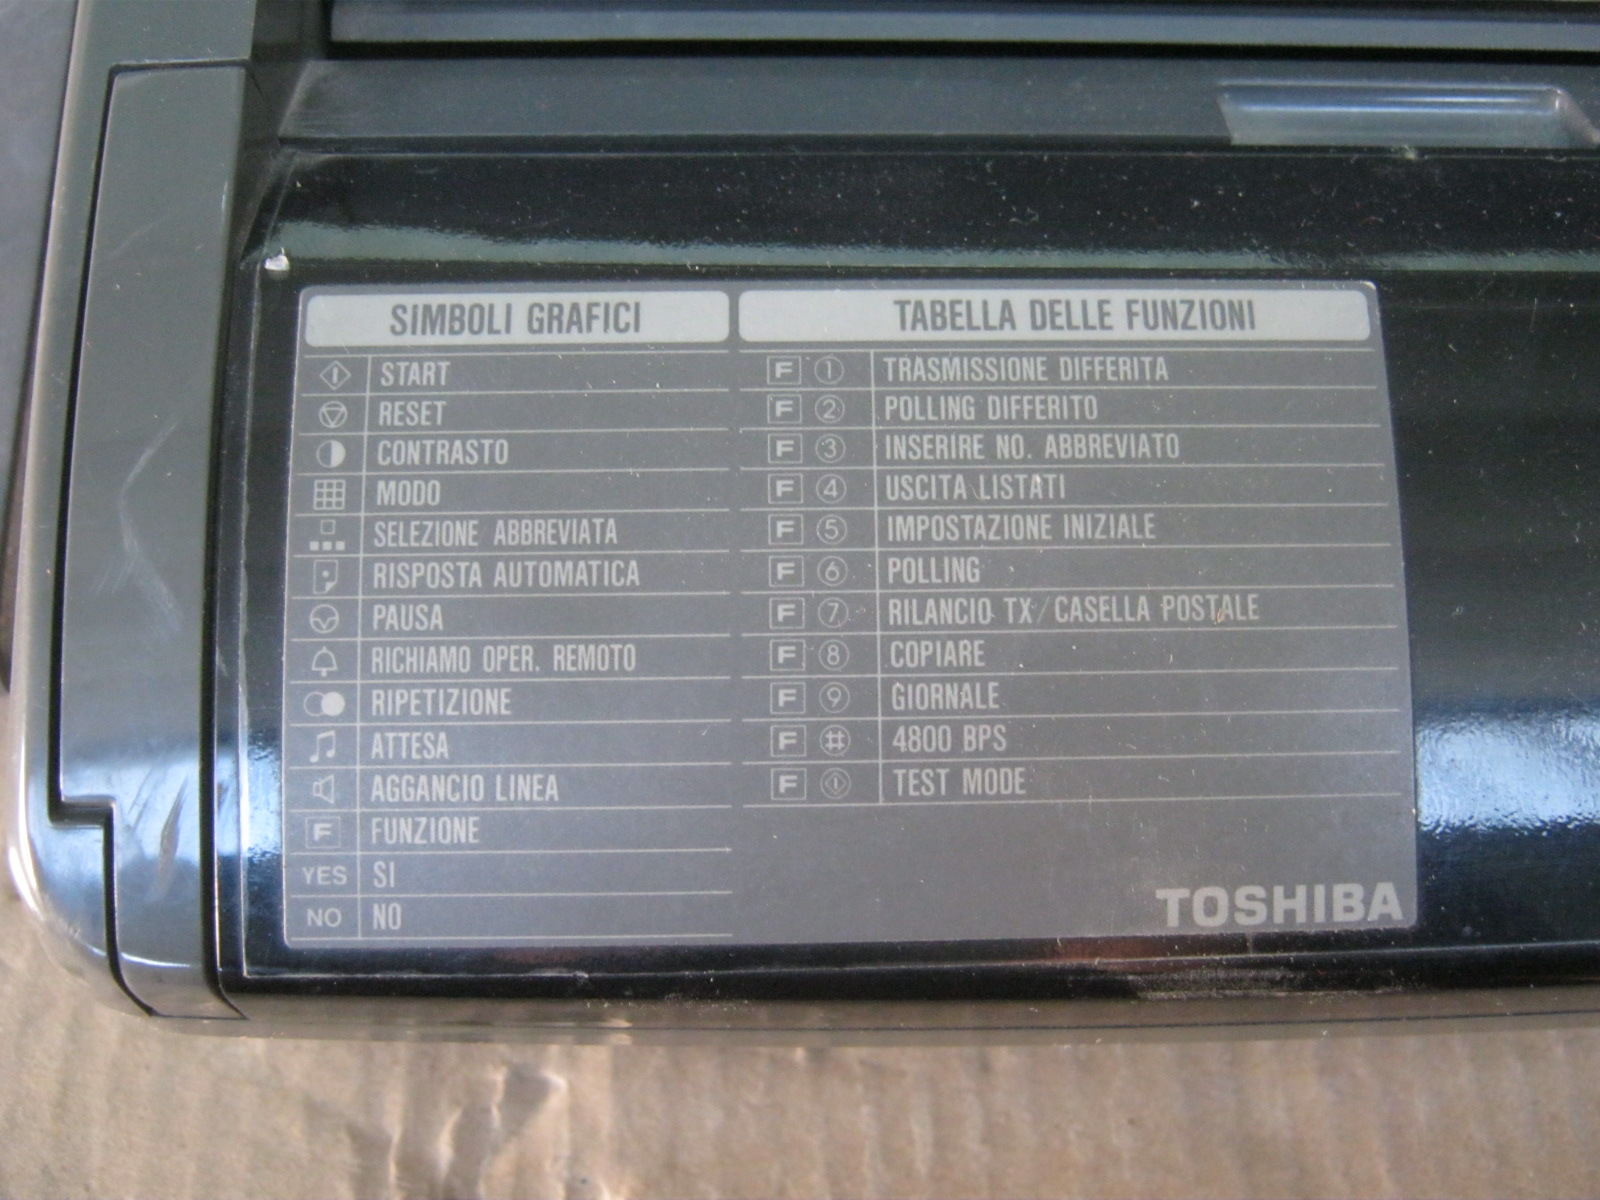 SIMBOLI GRAFICI
START
RESET
CONTRASTO
MODO
SELEZIONE ABBREVIATA
RISPOSTA AUTOMATICA
PAUSA
RICHIAMO OPER. REMOTO
RIPETIZIONE
ATTESA
AGGANCIO LINEA
F FUNZIONE
YES SI
NO NO
TABELLA DELLE FUNZIONI
F 1 TRASMISSIONE DIFFERITA
F 2 POLLING DIFFERITO
F 3 INSERIRE NO. ABBREVIATO
F 4 USCITA LISTATI
F 5 IMPOSTAZIONE INIZIALE
F 6 POLLING
F 7 RILANCIO TX/CASELLA POSTALE
F 8 COPIARE
F 9 GIORNALE
F # 4800 BPS
F TEST MODE
TOSHIBA